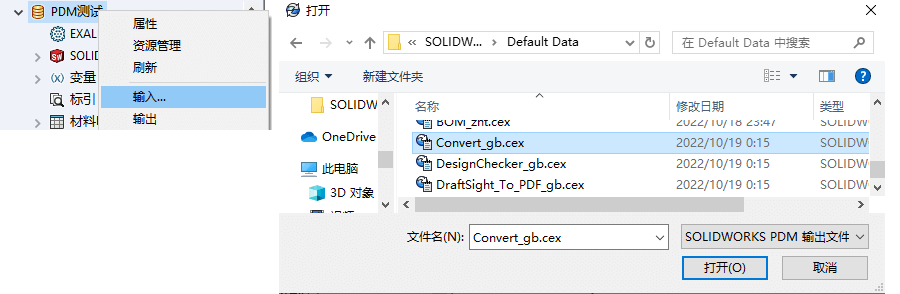 PDM测试
属性
EXAL
资源管理
SOLID
刷新
变量
输入...
标引
输出
材料
打开
« SOLIDW... › Default Data
在 Default Data 中搜索
组织
新建文件夹
SOLIDW
OneDrive
此电脑
3D 对象
视频
名称 修改日期 类型
BOM_zht.cex 2022/10/18 23:47 SOLIDW
Convert_gb.cex 2022/10/19 0:15 SOLIDW
DesignChecker_gb.cex 2022/10/19 0:15 SOLIDW
DraftSight_To_PDF_gb.cex 2022/10/19 0:15 SOLIDW
文件名(N): Convert_gb.cex SOLIDWORKS PDM 输出文件
打开(O) 取消